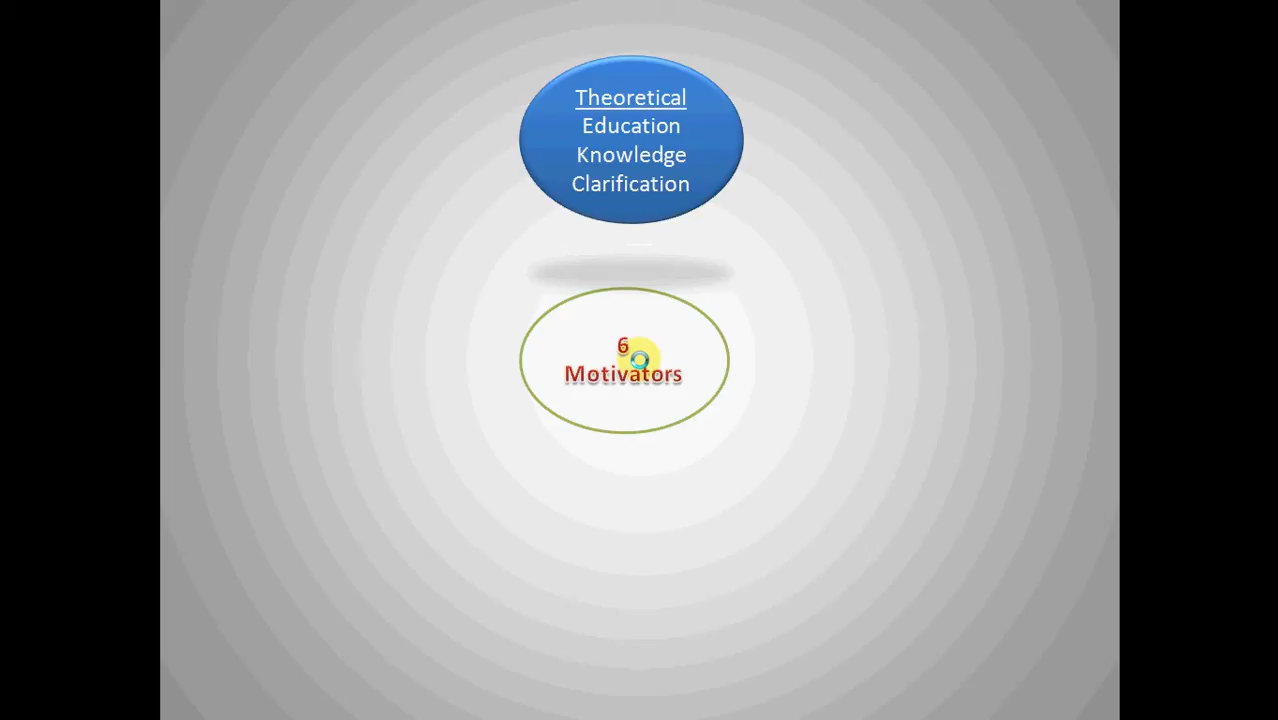 Theoretical
Education
Knowledge
Clarification
6
Motivators